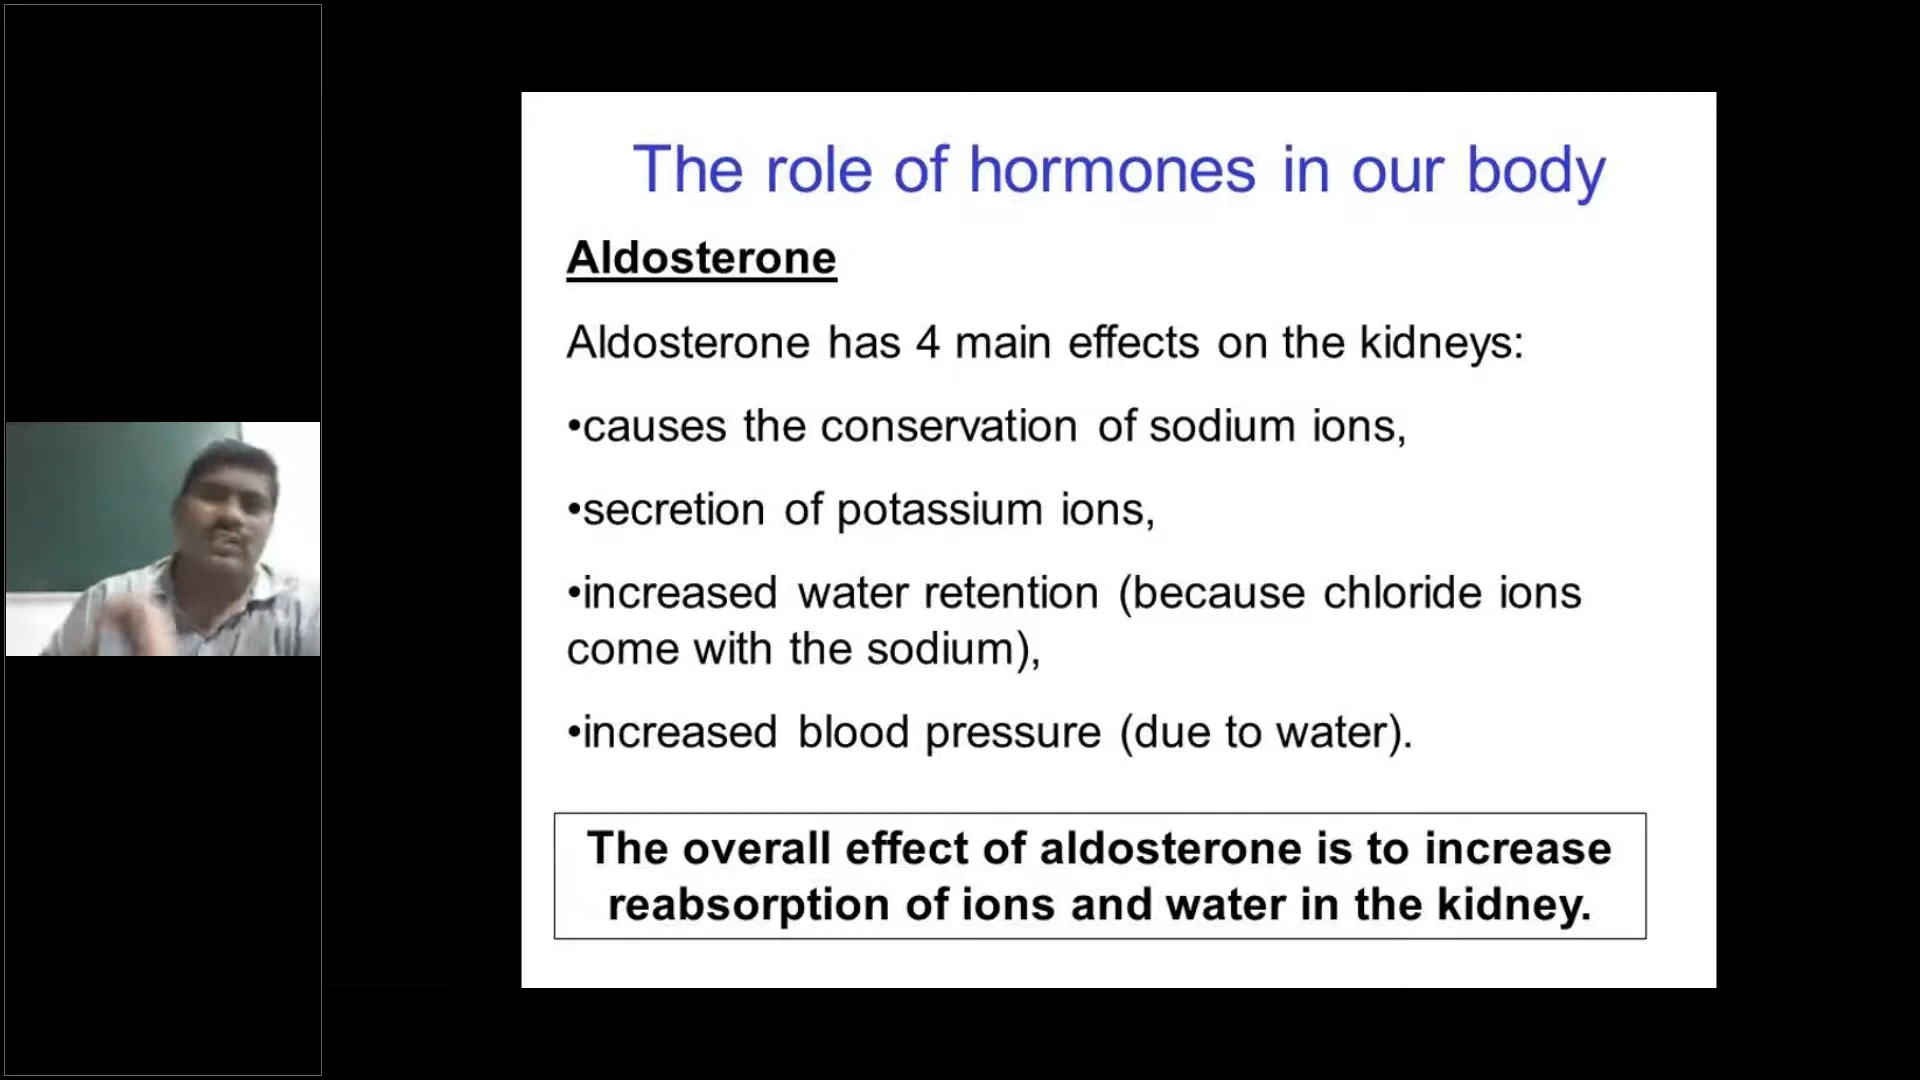 The role of hormones in our body
Aldosterone
Aldosterone has 4 main effects on the kidneys:
•causes the conservation of sodium ions,
•secretion of potassium ions,
•increased water retention (because chloride ions
come with the sodium),
•increased blood pressure (due to water).
The overall effect of aldosterone is to increase
reabsorption of ions and water in the kidney.